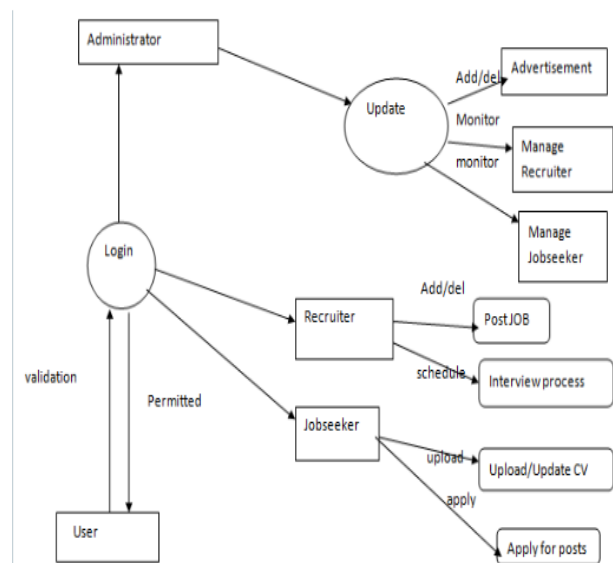 Administrator
Add/del
Advertisement
Update
Monitor
monitor
Manage
Recruiter
Manage
Jobseeker
Login
Add/del
Recruiter
Post JOB
schedule
Interview process
validation
Permitted
Jobseeker
upload
Upload/Update CV
apply
User
Apply for posts